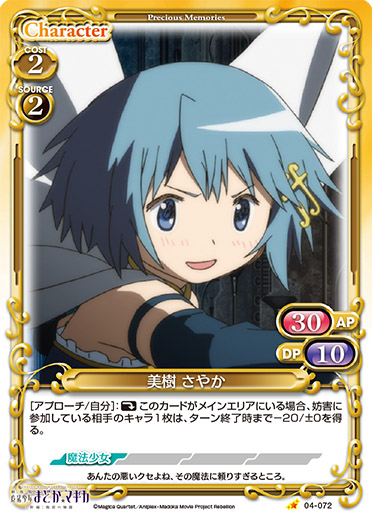 Precious Memories
Character
COST
2
SOURCE
2
30 AP
DP 10
美樹 さやか
[アプローチ/自分]: このカードがメインエリアにいる場合、妨害に
参加している相手のキャラ1枚は、ターン終了時まで−20/±0を得
る。
魔法少女
あんたの悪いクセよね、その魔法に頼りすぎるところ。
まどか☆マギカ
©Magica Quartet/Aniplex・Madoka Movie Project Rebellion
04-072